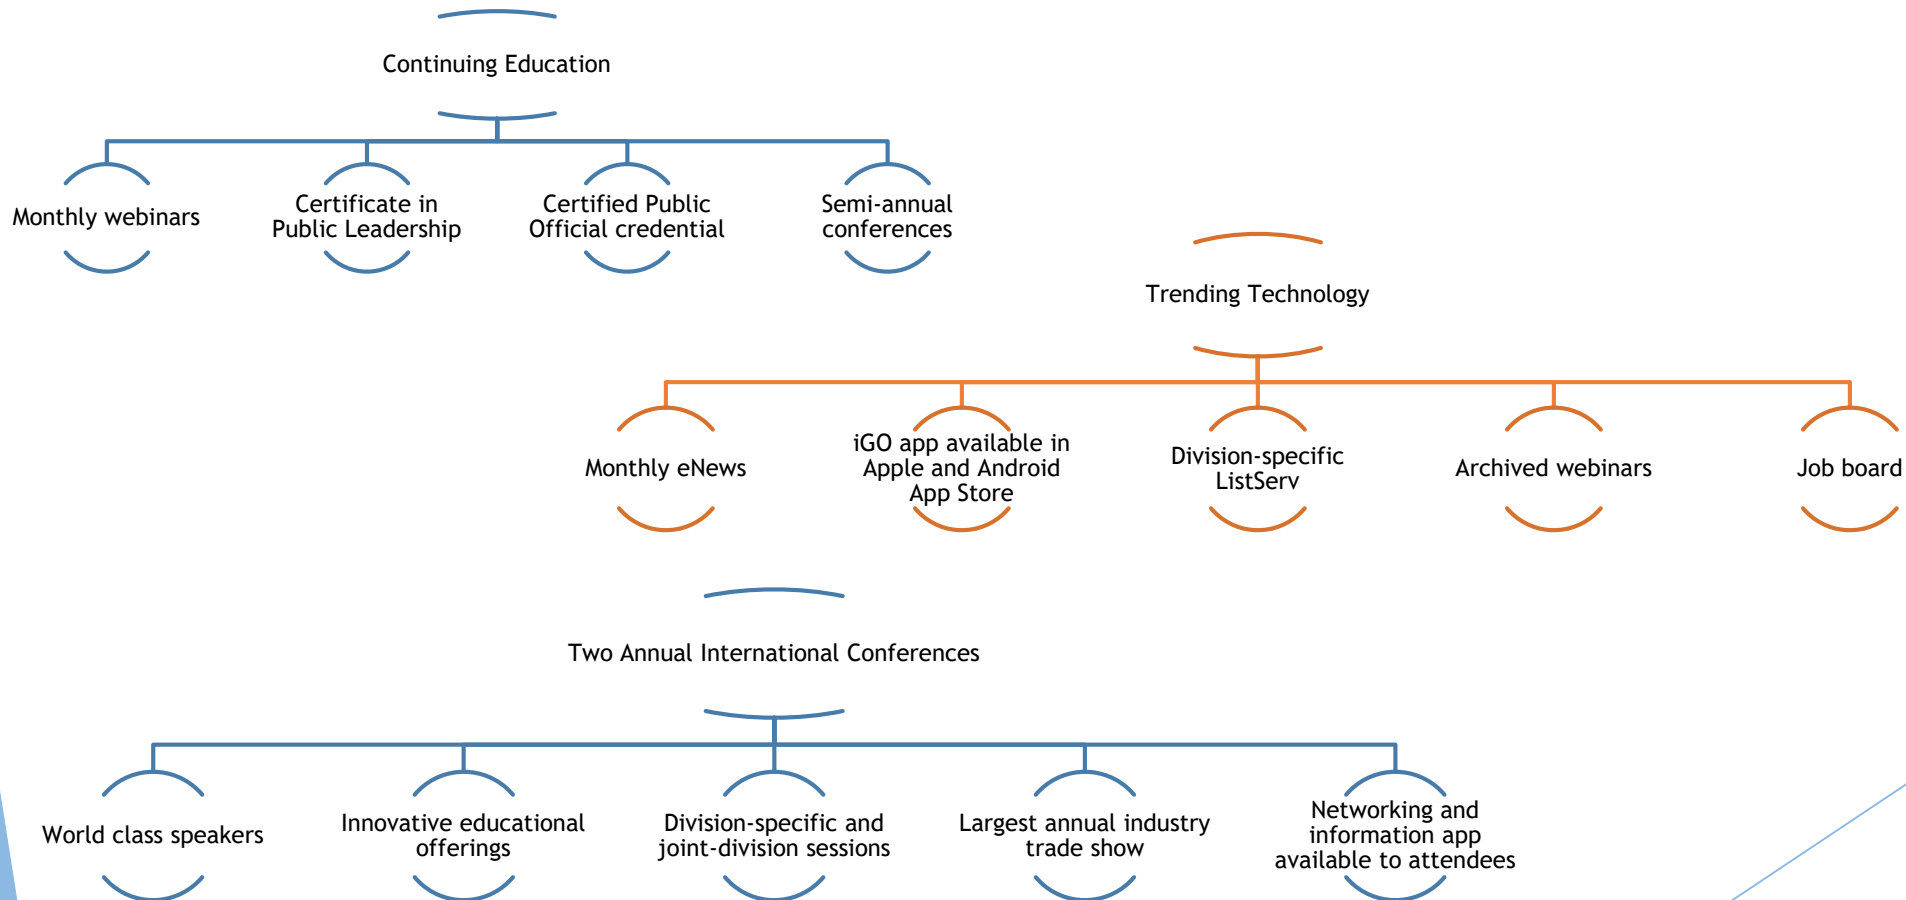 Continuing Education
Monthly webinars
Certificate in
Public Leadership
Certified Public
Official credential
Semi-annual
conferences
Trending Technology
Monthly eNews
iGO app available in
Apple and Android
App Store
Division-specific
ListServ
Archived webinars
Job board
Two Annual International Conferences
World class speakers
Innovative educational
offerings
Division-specific and
joint-division sessions
Largest annual industry
trade show
Networking and
information app
available to attendees